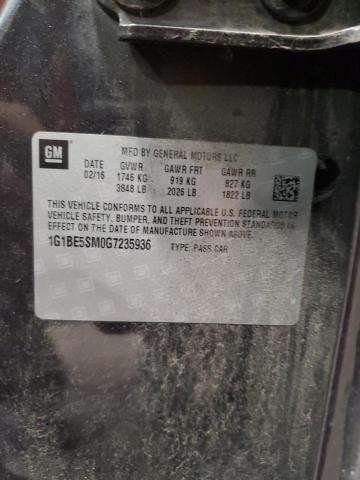 GM
MFD BY GENERAL MOTORS LLC
DATE GVWR GAWR FRT GAWR RR
02/16 1746 KG 919 KG 827 KG
3848 LB 2026 LB 1822 LB
THIS VEHICLE CONFORMS TO ALL APPLICABLE U.S. FEDERAL MOTOR
VEHICLE SAFETY, BUMPER, AND THEFT PREVENTION STANDARDS IN
EFFECT ON THE DATE OF MANUFACTURE SHOWN ABOVE.
1G1BE5SM0G7235936 TYPE: PASS CAR